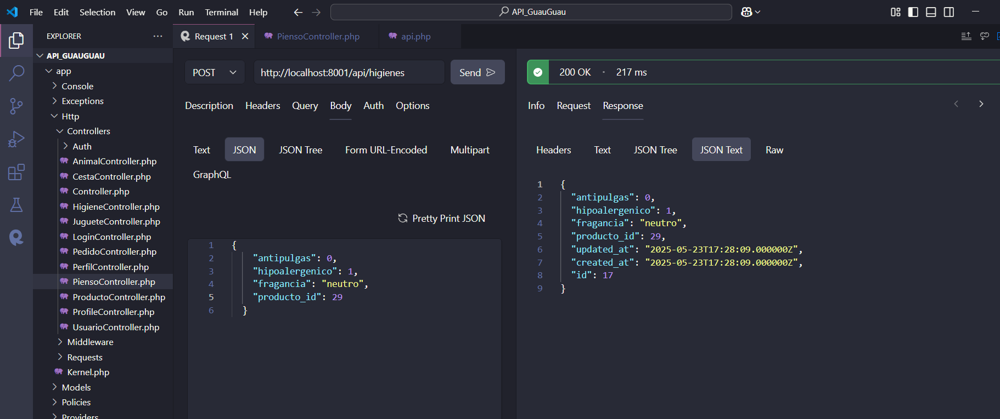 File Edit Selection View Go Run Terminal Help
API_GuauGuau
EXPLORER
API_GUAUGUAU
app
Console
Exceptions
Http
Controllers
Auth
AnimalController.php
CestaController.php
Controller.php
HigieneController.php
JugueteController.php
LoginController.php
PedidoController.php
PerfilController.php
PiensoController.php
ProductoController.php
ProfileController.php
UsuarioController.php
Middleware
Requests
Kernel.php
Models
Policies
Providers
Request 1 PiensoController.php api.php
POST http://localhost:8001/api/higienes Send
Description Headers Query Body Auth Options
Text JSON JSON Tree Form URL-Encoded Multipart
GraphQL
Pretty Print JSON
1 {
2 "antipulgas": 0,
3 "hipoalergenico": 1,
4 "fragancia": "neutro",
5 "producto_id": 29
6 }
200 OK · 217 ms
Info Request Response
Headers Text JSON Tree JSON Text Raw
1 {
2 "antipulgas": 0,
3 "hipoalergenico": 1,
4 "fragancia": "neutro",
5 "producto_id": 29,
6 "updated_at": "2025-05-23T17:28:09.000000Z",
7 "created_at": "2025-05-23T17:28:09.000000Z",
8 "id": 17
9 }